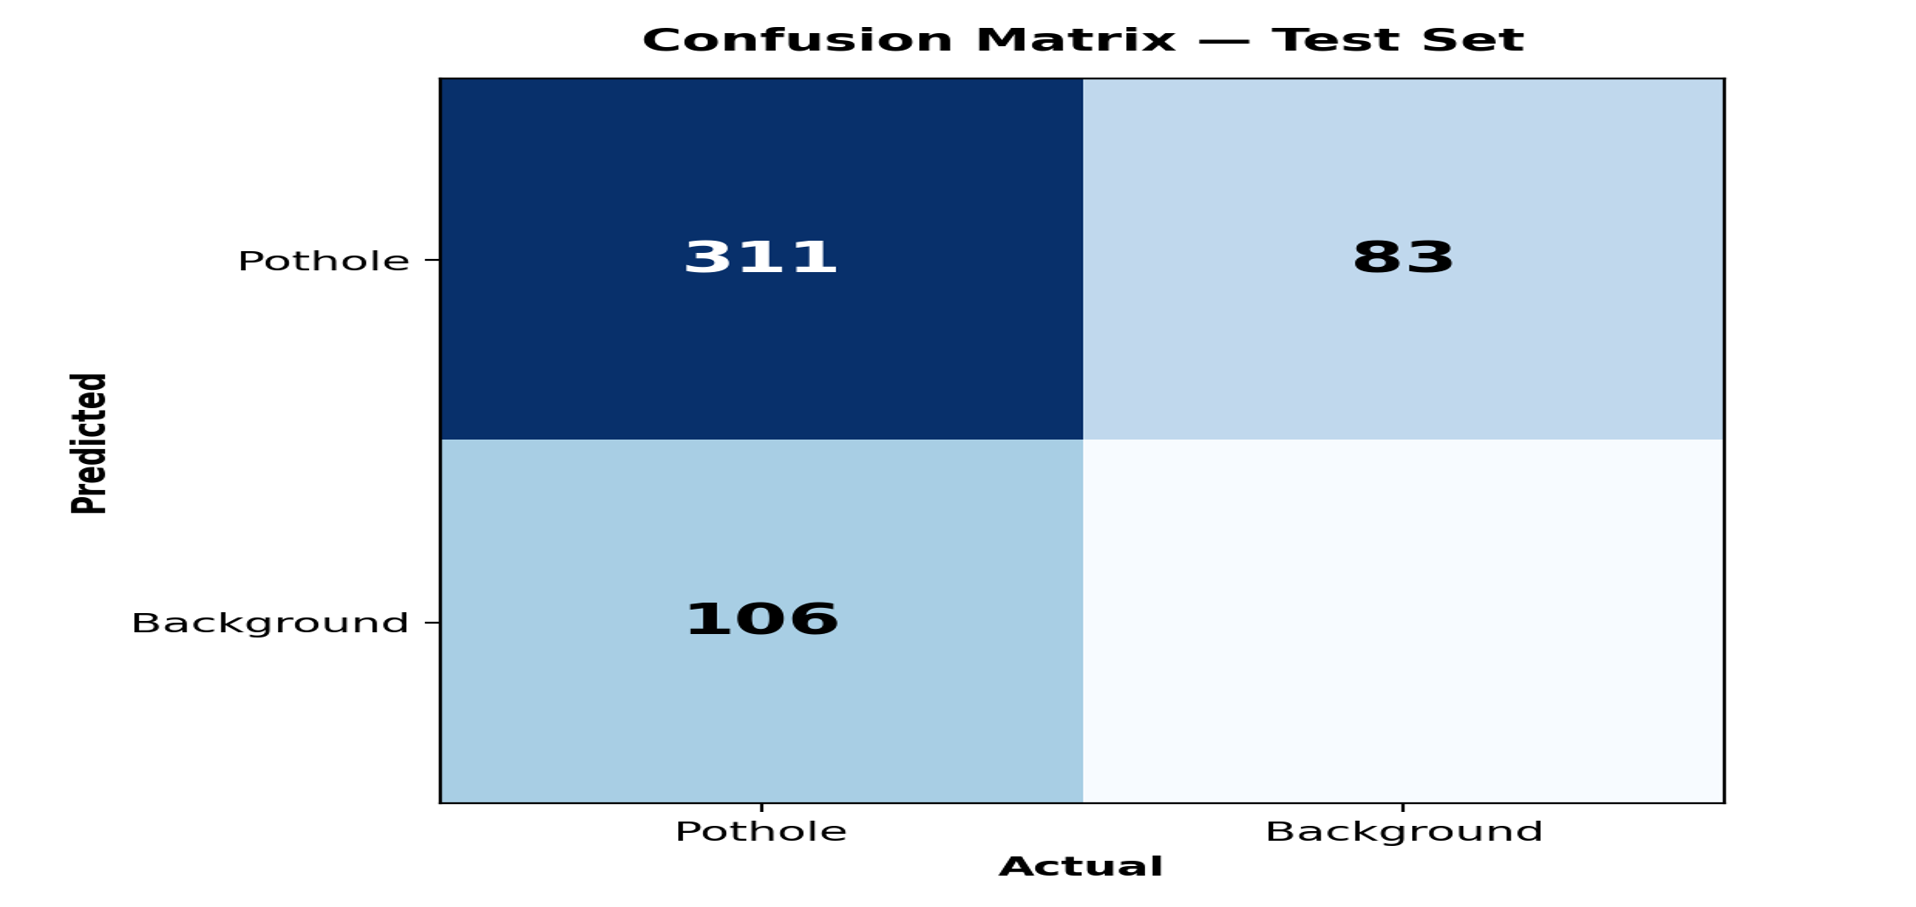 Confusion Matrix — Test Set
311
83
Pothole
Predicted
106
Background
Pothole
Background
Actual